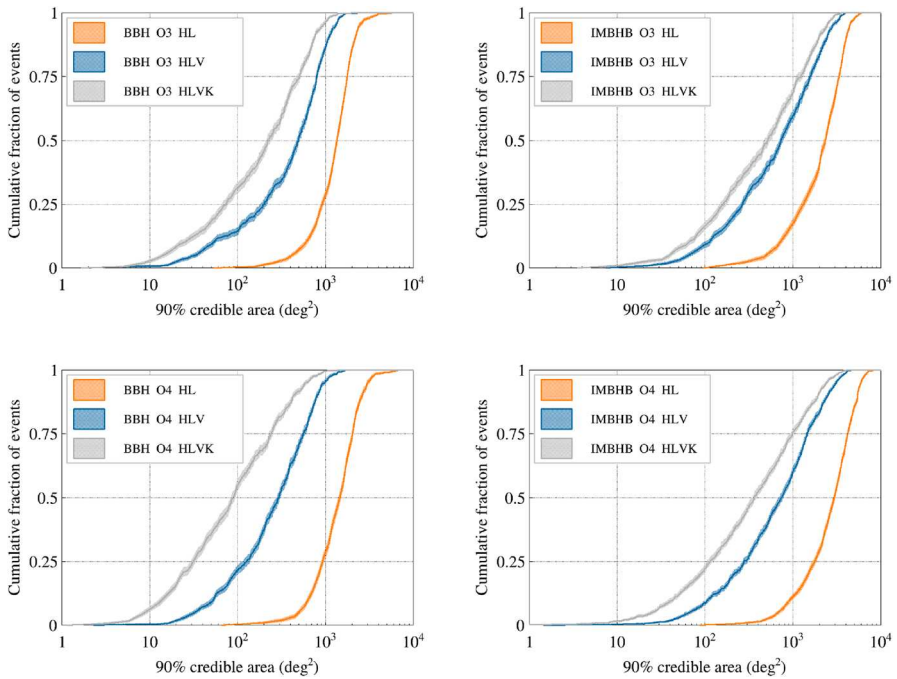 1
0.75
0.5
0.25
0
Cumulative fraction of events
BBH O3 HL
BBH O3 HLV
BBH O3 HLVK
1
10
10²
10³
10⁴
90% credible area (deg²)
1
0.75
0.5
0.25
0
Cumulative fraction of events
IMBHB O3 HL
IMBHB O3 HLV
IMBHB O3 HLVK
1
10
10²
10³
10⁴
90% credible area (deg²)
1
0.75
0.5
0.25
0
Cumulative fraction of events
BBH O4 HL
BBH O4 HLV
BBH O4 HLVK
1
10
10²
10³
10⁴
90% credible area (deg²)
1
0.75
0.5
0.25
0
Cumulative fraction of events
IMBHB O4 HL
IMBHB O4 HLV
IMBHB O4 HLVK
1
10
10²
10³
10⁴
90% credible area (deg²)